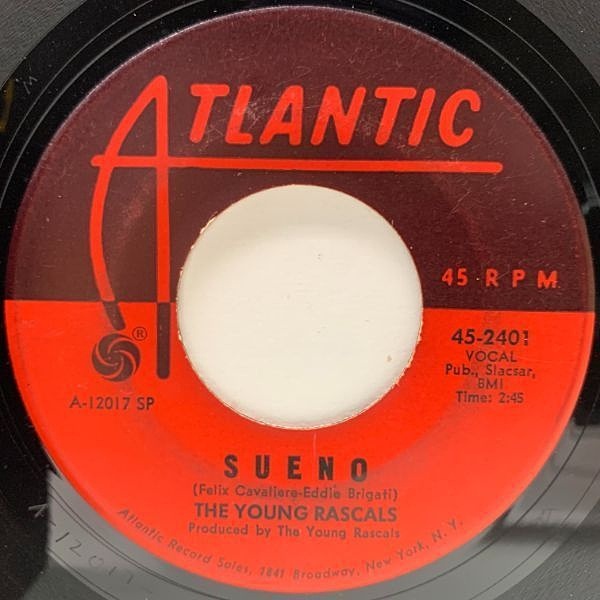 ATLANTIC
45 RPM
®
45-2401
VOCAL
Pub., Slacsar,
BMI
Time: 2:45
A-12017 SP
SUENO
(Felix Cavaliere-Eddie Brigati)
THE YOUNG RASCALS
Produced by The Young Rascals
Atlantic Record Sales, 1841 Broadway, New York, N.Y.